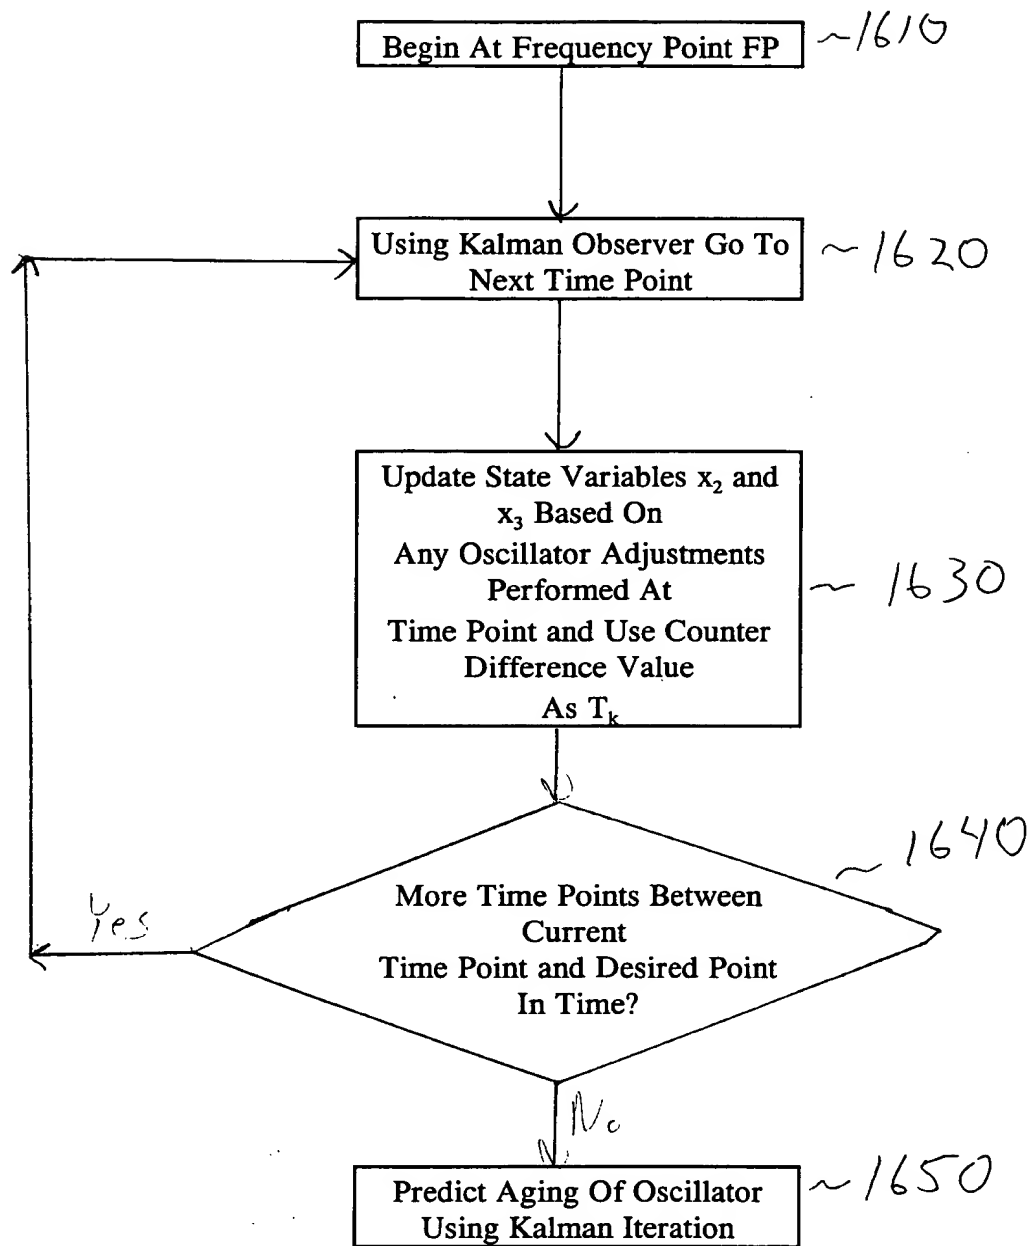 Begin At Frequency Point FP
~1610
Using Kalman Observer Go To
Next Time Point
~1620
Update State Variables x₂ and
x₃ Based On
Any Oscillator Adjustments
Performed At
Time Point and Use Counter
Difference Value
As Tₖ
~1630
More Time Points Between
Current
Time Point and Desired Point
In Time?
~1640
Yes
No
Predict Aging Of Oscillator
Using Kalman Iteration
~1650